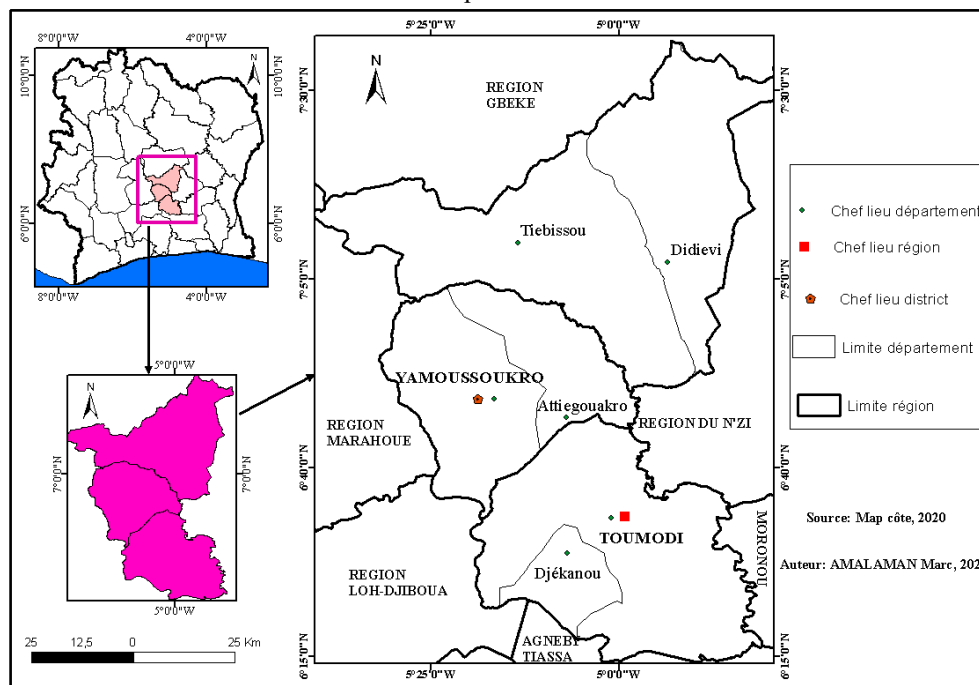 8°0'0"W
4°0'0"W
10°0'0"N
10°0'0"N
6°0'0"N
6°0'0"N
8°0'0"W
4°0'0"W
5°0'0"W
7°0'0"N
7°0'0"N
5°0'0"W
25
12,5
0
25 Km
5°25'0"W
5°0'0"W
7°30'0"N
7°30'0"N
REGION
GBEKE
Tiebissou
Didievi
7°5'0"N
7°5'0"N
YAMOUSSOUKRO
Attiegouakro
REGION
MARAHOUE
REGION DU N'ZI
6°40'0"N
6°40'0"N
TOUMODI
MORONOU
Djékanou
REGION
LOH-DJIBOUA
AGNEBY
TIASSA
6°15'0"N
6°15'0"N
5°25'0"W
5°0'0"W
Chef lieu département
Chef lieu région
Chef lieu district
Limite département
Limite région
Source: Map côte, 2020
Auteur: AMALAMAN Marc,